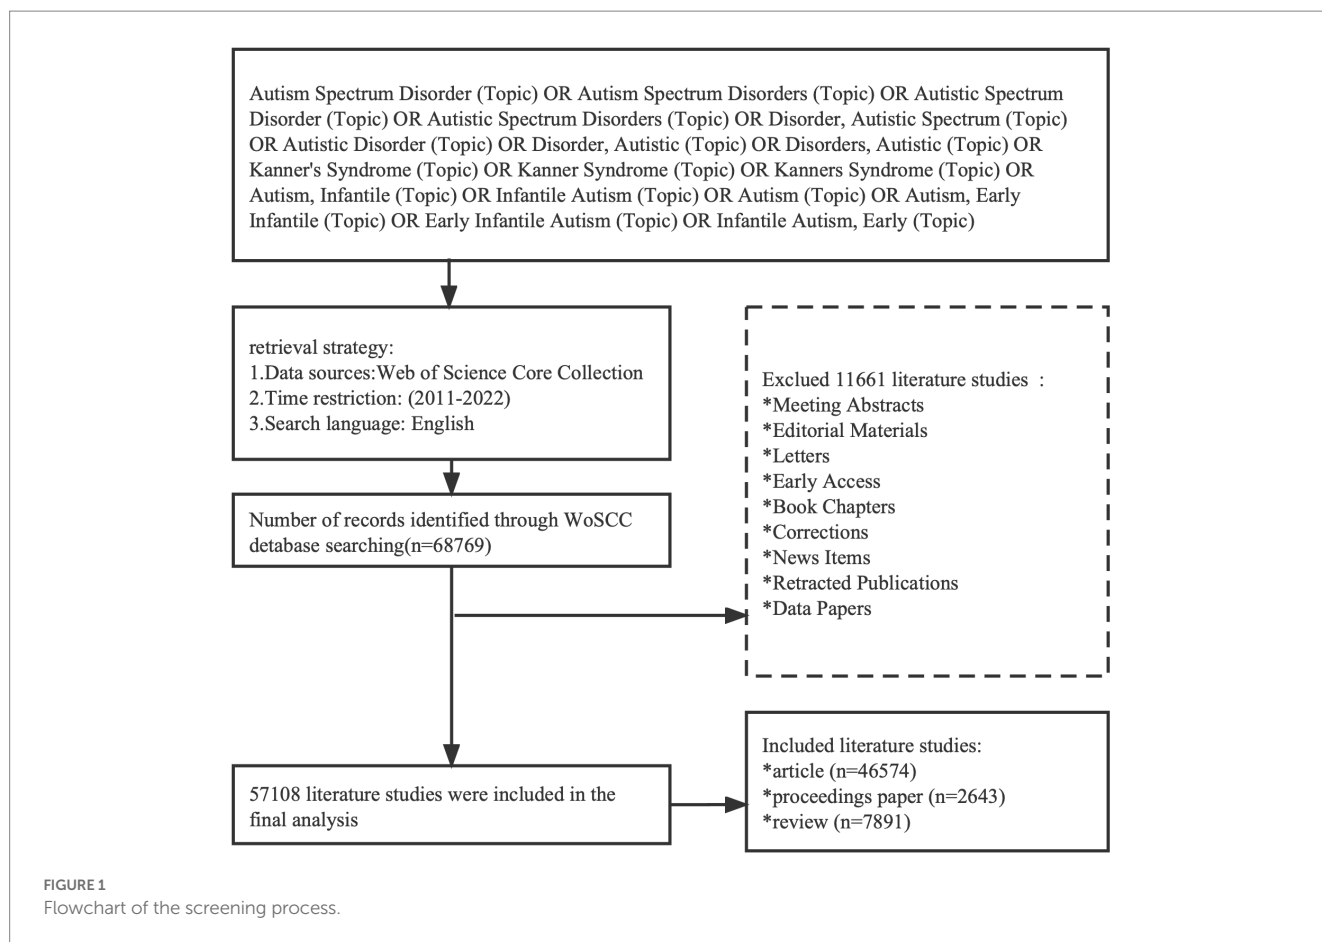 Autism Spectrum Disorder (Topic) OR Autism Spectrum Disorders (Topic) OR Autistic Spectrum
Disorder (Topic) OR Autistic Spectrum Disorders (Topic) OR Disorder, Autistic Spectrum (Topic)
OR Autistic Disorder (Topic) OR Disorder, Autistic (Topic) OR Disorders, Autistic (Topic) OR
Kanner's Syndrome (Topic) OR Kanner Syndrome (Topic) OR Kanners Syndrome (Topic) OR
Autism, Infantile (Topic) OR Infantile Autism (Topic) OR Autism (Topic) OR Autism, Early
Infantile (Topic) OR Early Infantile Autism (Topic) OR Infantile Autism, Early (Topic)
retrieval strategy:
1.Data sources:Web of Science Core Collection
2.Time restriction: (2011-2022)
3.Search language: English
Number of records identified through WoSCC
detabase searching(n=68769)
Exclued 11661 literature studies :
*Meeting Abstracts
*Editorial Materials
*Letters
*Early Access
*Book Chapters
*Corrections
*News Items
*Retracted Publications
*Data Papers
57108 literature studies were included in the
final analysis
Included literature studies:
*article (n=46574)
*proceedings paper (n=2643)
*review (n=7891)
FIGURE 1
Flowchart of the screening process.